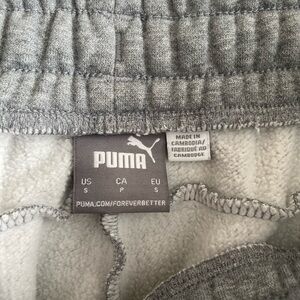 PUMA
US CA EU
S P S
PUMA.COM/FOREVERBETTER
MADE IN
CAMBODIA/
FABRIQUÉ AU
CAMBODGE